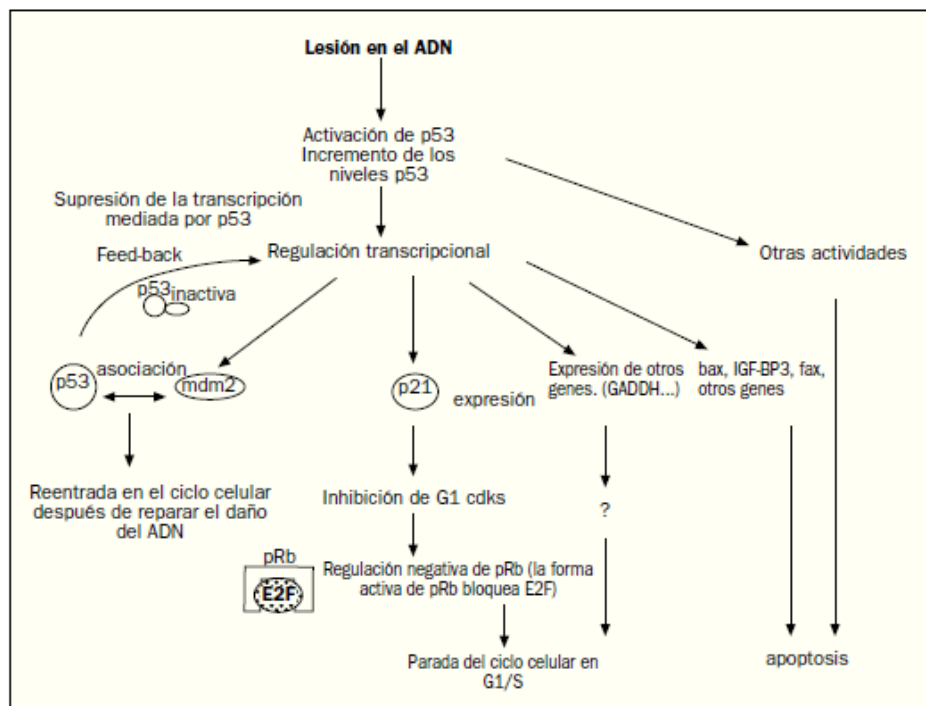 Lesión en el ADN
Activación de p53
Incremento de los
niveles p53
Supresión de la transcripción
mediada por p53
Feed-back
Regulación transcripcional
Otras actividades
p53
inactiva
p53
asociación
mdm2
p21
expresión
Expresión de otros
genes. (GADDH...)
bax, IGF-BP3, fax,
otros genes
Reentrada en el ciclo celular
después de reparar el daño
del ADN
Inhibición de G1 cdks
?
pRb
E2F
Regulación negativa de pRb (la forma
activa de pRb bloquea E2F)
Parada del ciclo celular en
G1/S
apoptosis